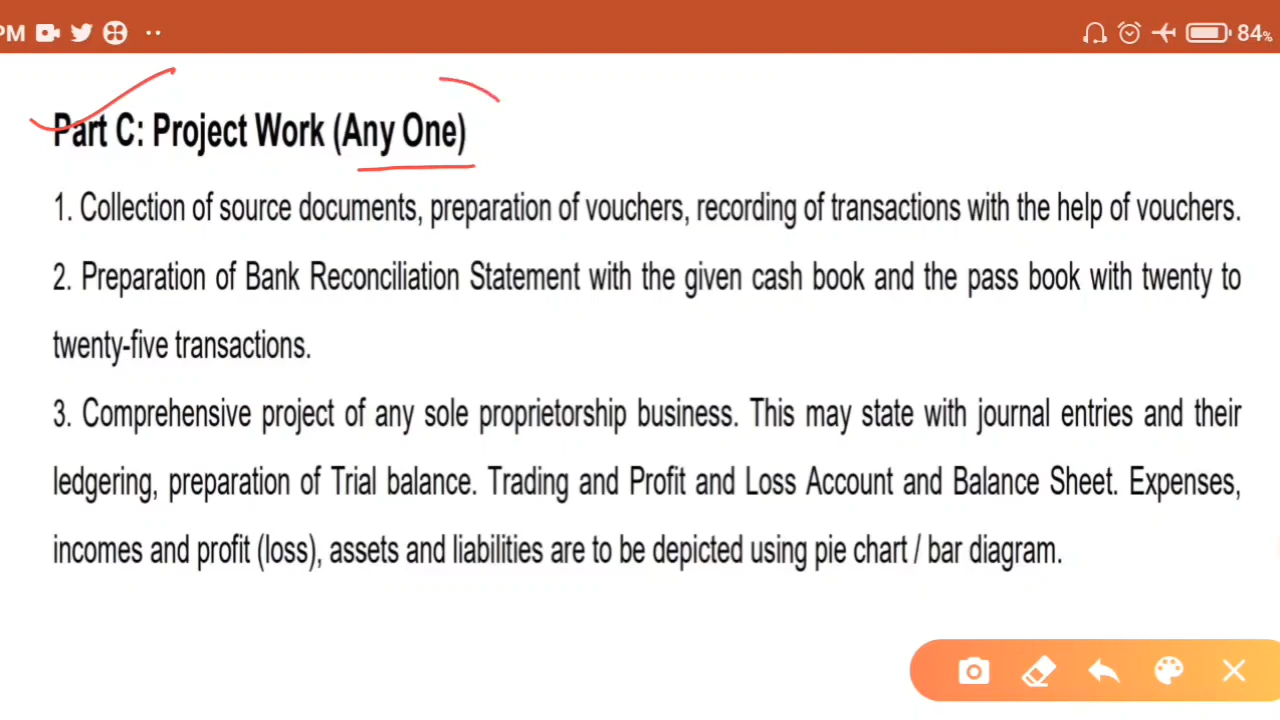 PM 84%
Part C: Project Work (Any One)
1. Collection of source documents, preparation of vouchers, recording of transactions with the help of vouchers.
2. Preparation of Bank Reconciliation Statement with the given cash book and the pass book with twenty to
twenty-five transactions.
3. Comprehensive project of any sole proprietorship business. This may state with journal entries and their
ledgering, preparation of Trial balance. Trading and Profit and Loss Account and Balance Sheet. Expenses,
incomes and profit (loss), assets and liabilities are to be depicted using pie chart / bar diagram.